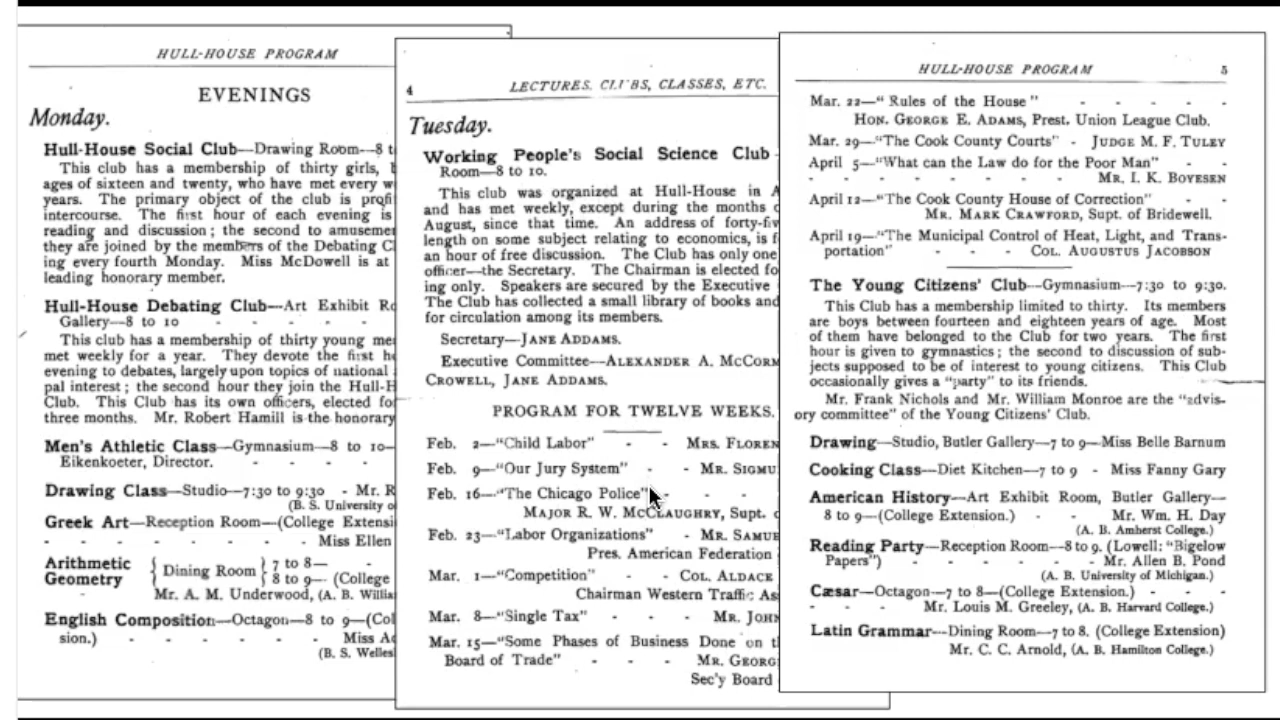 HULL-HOUSE PROGRAM
EVENINGS
Monday.
Hull-House Social Club—Drawing Room—8 t
This club has a membership of thirty girls,
ages of sixteen and twenty, who have met every w
years. The primary object of the club is profi
intercourse. The first hour of each evening is
reading and discussion; the second to amuseme
they are joined by the members of the Debating C
ing every fourth Monday. Miss McDowell is at
leading honorary member.
Hull-House Debating Club—Art Exhibit Ro
Gallery—8 to 10 - - - - -
This club has a membership of thirty young me
met weekly for a year. They devote the first h
evening to debates, largely upon topics of national
pal interest; the second hour they join the Hull-H
Club. This Club has its own officers, elected fo
three months. Mr. Robert Hamill is the honorary
Men's Athletic Class—Gymnasium—8 to 10—
Eikenkoeter, Director. - - - -
Drawing Class—Studio—7:30 to 9:30 - Mr. R
(B. S. University o
Greek Art—Reception Room—(College Extensi
- - - - - - - Miss Ellen
Arithmetic
Geometry
{ Dining Room } 7 to 8— -
8 to 9— (College
Mr. A. M. Underwood, (A. B. Willia
English Composition—Octagon—8 to 9—(Col
sion.) - - - - - Miss A
(B. S. Welles
4 LECTURES, CLUBS, CLASSES, ETC.
Tuesday.
Working People's Social Science Club -
Room—8 to 10.
This club was organized at Hull-House in A
and has met weekly, except during the months o
August, since that time. An address of forty-fiv
length on some subject relating to economics, is f
an hour of free discussion. The Club has only one
officer—the Secretary. The Chairman is elected fo
ing only. Speakers are secured by the Executive
The Club has collected a small library of books and
for circulation among its members.
Secretary—JANE ADDAMS.
Executive Committee—ALEXANDER A. McCORM
CROWELL, JANE ADDAMS.
PROGRAM FOR TWELVE WEEKS.
Feb. 2—"Child Labor" - - MRS. FLOREN
Feb. 9—"Our Jury System" - - MR. SIGMU
Feb. 16—"The Chicago Police" - - -
MAJOR R. W. McCLAUGHRY, Supt. o
Feb. 23—"Labor Organizations" - MR. SAMUE
Pres. American Federation
Mar. 1—"Competition" - - COL. ALDACE
Chairman Western Traffic As
Mar. 8—"Single Tax" - - - MR. JOHN
Mar. 15—"Some Phases of Business Done on t
Board of Trade" - - - MR. GEORG
Sec'y Board
HULL-HOUSE PROGRAM 5
Mar. 22—"Rules of the House" - - - - -
HON. GEORGE E. ADAMS, Prest. Union League Club.
Mar. 29—"The Cook County Courts" - JUDGE M. F. TULEY
April 5—"What can the Law do for the Poor Man" - -
- - - - - - - - MR. I. K. BOYESEN
April 12—"The Cook County House of Correction" - -
MR. MARK CRAWFORD, Supt. of Bridewell.
April 19—"The Municipal Control of Heat, Light, and Trans-
portation" - - - COL. AUGUSTUS JACOBSON
The Young Citizens' Club—Gymnasium—7:30 to 9:30.
This Club has a membership limited to thirty. Its members
are boys between fourteen and eighteen years of age. Most
of them have belonged to the Club for two years. The first
hour is given to gymnastics; the second to discussion of sub-
jects supposed to be of interest to young citizens. This Club
occasionally gives a "party" to its friends.
Mr. Frank Nichols and Mr. William Monroe are the "advis-
ory committee" of the Young Citizens' Club.
Drawing—Studio, Butler Gallery—7 to 9—Miss Belle Barnum
Cooking Class—Diet Kitchen—7 to 9 - Miss Fanny Gary
American History—Art Exhibit Room, Butler Gallery—
8 to 9—(College Extension.) - - Mr. Wm. H. Day
(A. B. Amherst College.)
Reading Party—Reception Room—8 to 9. (Lowell: "Bigelow
Papers") - - - - - - Mr. Allen B. Pond
(A. B. University of Michigan.)
Cæsar—Octagon—7 to 8—(College Extension.) - - -
- - - Mr. Louis M. Greeley, (A. B. Harvard College.)
Latin Grammar—Dining Room—7 to 8. (College Extension)
Mr. C. C. Arnold, (A. B. Hamilton College.)